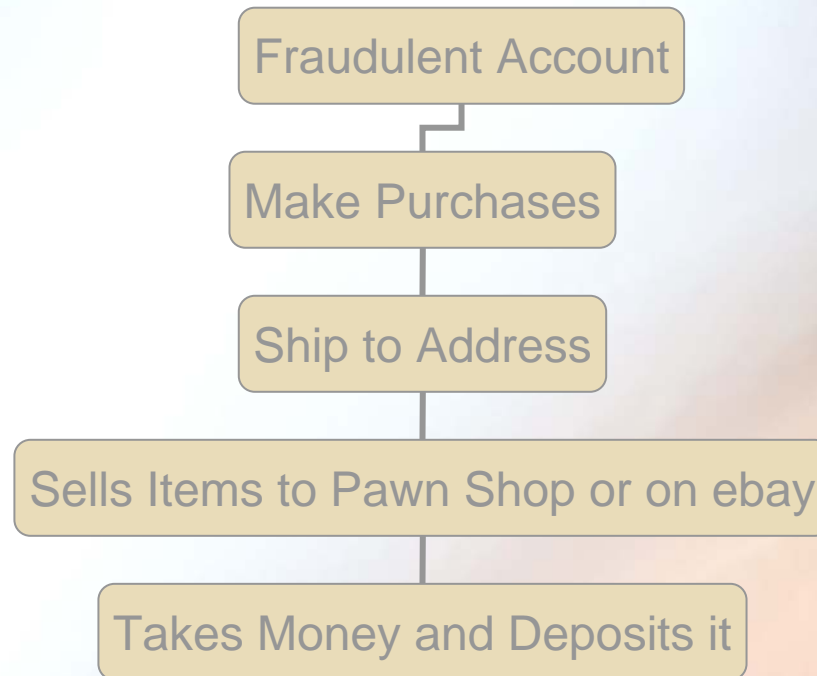 Fraudulent Account
Make Purchases
Ship to Address
Sells Items to Pawn Shop or on ebay
Takes Money and Deposits it